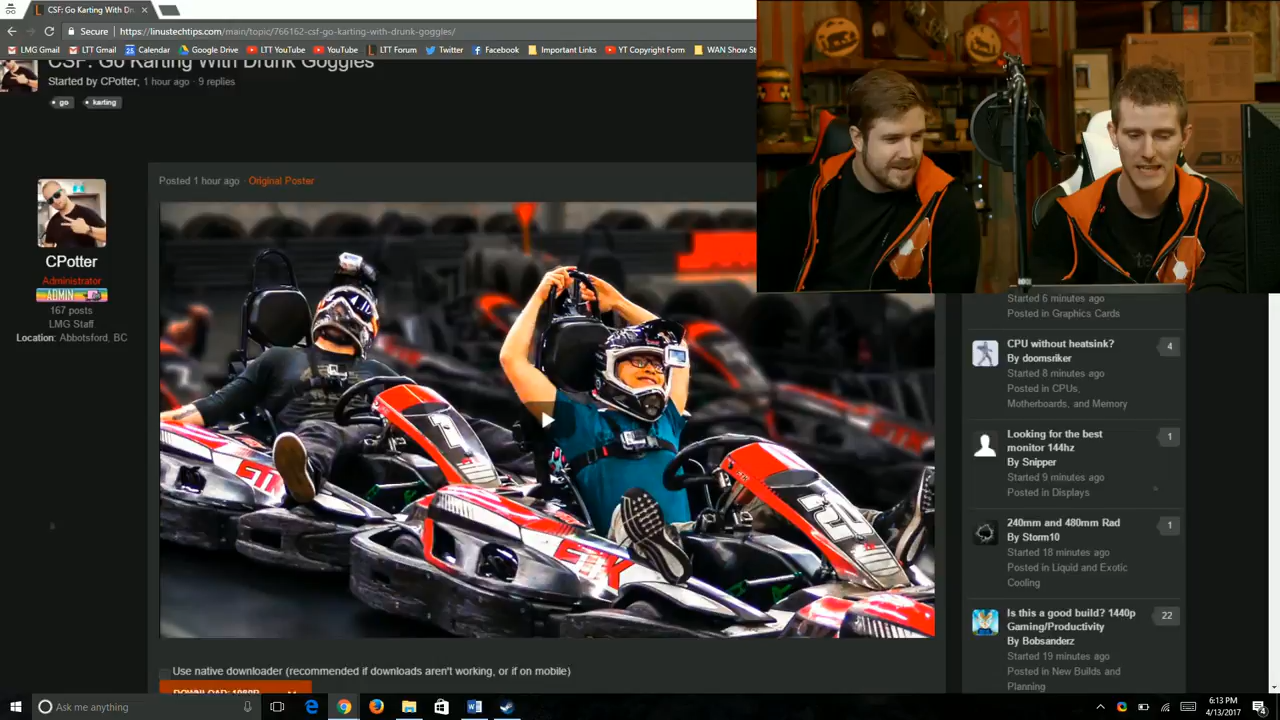 CSF: Go Karting With Dr
Secure
https://linustechtips.com/main/topic/766162-csf-go-karting-with-drunk-goggles/
LMG Gmail
LTT Gmail
Calendar
Google Drive
LTT YouTube
YouTube
LTT Forum
Twitter
Facebook
Important Links
YT Copyright Form
WAN Show St
CSF: Go Karting With Drunk Goggles
Started by CPotter, 1 hour ago · 9 replies
go
karting
Posted 1 hour ago · Original Poster
CPotter
Administrator
ADMIN
167 posts
LMG Staff
Location: Abbotsford, BC
1
ETK
Use native downloader (recommended if downloads aren't working, or if on mobile)
DOWNLOAD: 1080P
Started 6 minutes ago
Posted in Graphics Cards
CPU without heatsink?
4
By doomsriker
Started 8 minutes ago
Posted in CPUs,
Motherboards, and Memory
Looking for the best
1
monitor 144hz
By Snipper
Started 9 minutes ago
Posted in Displays
240mm and 480mm Rad
1
By Storm10
Started 18 minutes ago
Posted in Liquid and Exotic
Cooling
Is this a good build? 1440p
22
Gaming/Productivity
By Bobsanderz
Started 19 minutes ago
Posted in New Builds and
Planning
Ask me anything
6:13 PM
4/13/2017
4